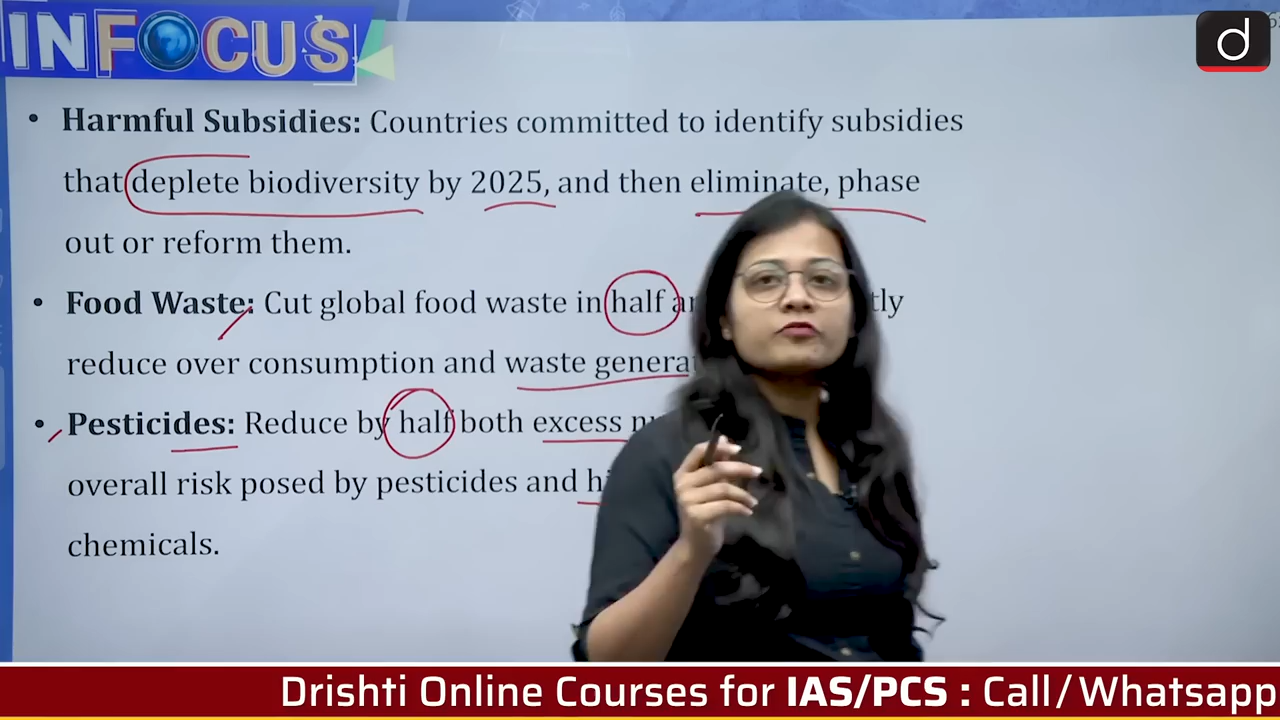 INFOCUS
d
• Harmful Subsidies: Countries committed to identify subsidies
that deplete biodiversity by 2025, and then eliminate, phase
out or reform them.
• Food Waste: Cut global food waste in half
reduce over consumption and waste
• Pesticides: Reduce by half both excess
overall risk posed by pesticides and
chemicals.
Drishti Online Courses for IAS/PCS : Call/Whatsapp